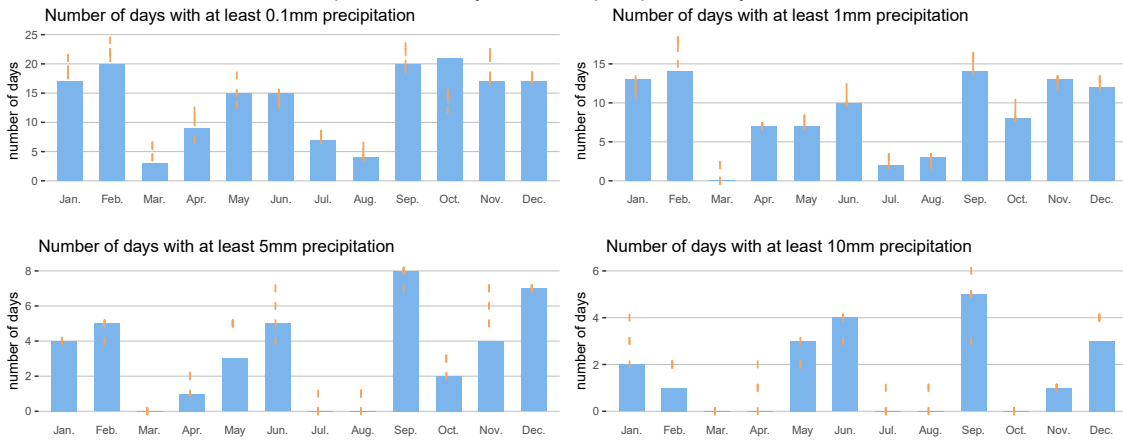 Number of days with at least 0.1mm precipitation
number of days
25
20
15
10
5
0
Jan. Feb. Mar. Apr. May Jun. Jul. Aug. Sep. Oct. Nov. Dec.
Number of days with at least 1mm precipitation
number of days
15
10
5
0
Jan. Feb. Mar. Apr. May Jun. Jul. Aug. Sep. Oct. Nov. Dec.
Number of days with at least 5mm precipitation
number of days
8
6
4
2
0
Jan. Feb. Mar. Apr. May Jun. Jul. Aug. Sep. Oct. Nov. Dec.
Number of days with at least 10mm precipitation
number of days
6
4
2
0
Jan. Feb. Mar. Apr. May Jun. Jul. Aug. Sep. Oct. Nov. Dec.